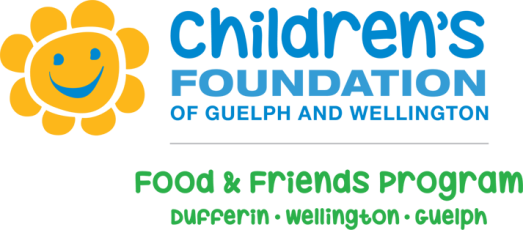 Children's
FOUNDATION
OF GUELPH AND WELLINGTON
Food & Friends Program
Dufferin • Wellington • Guelph